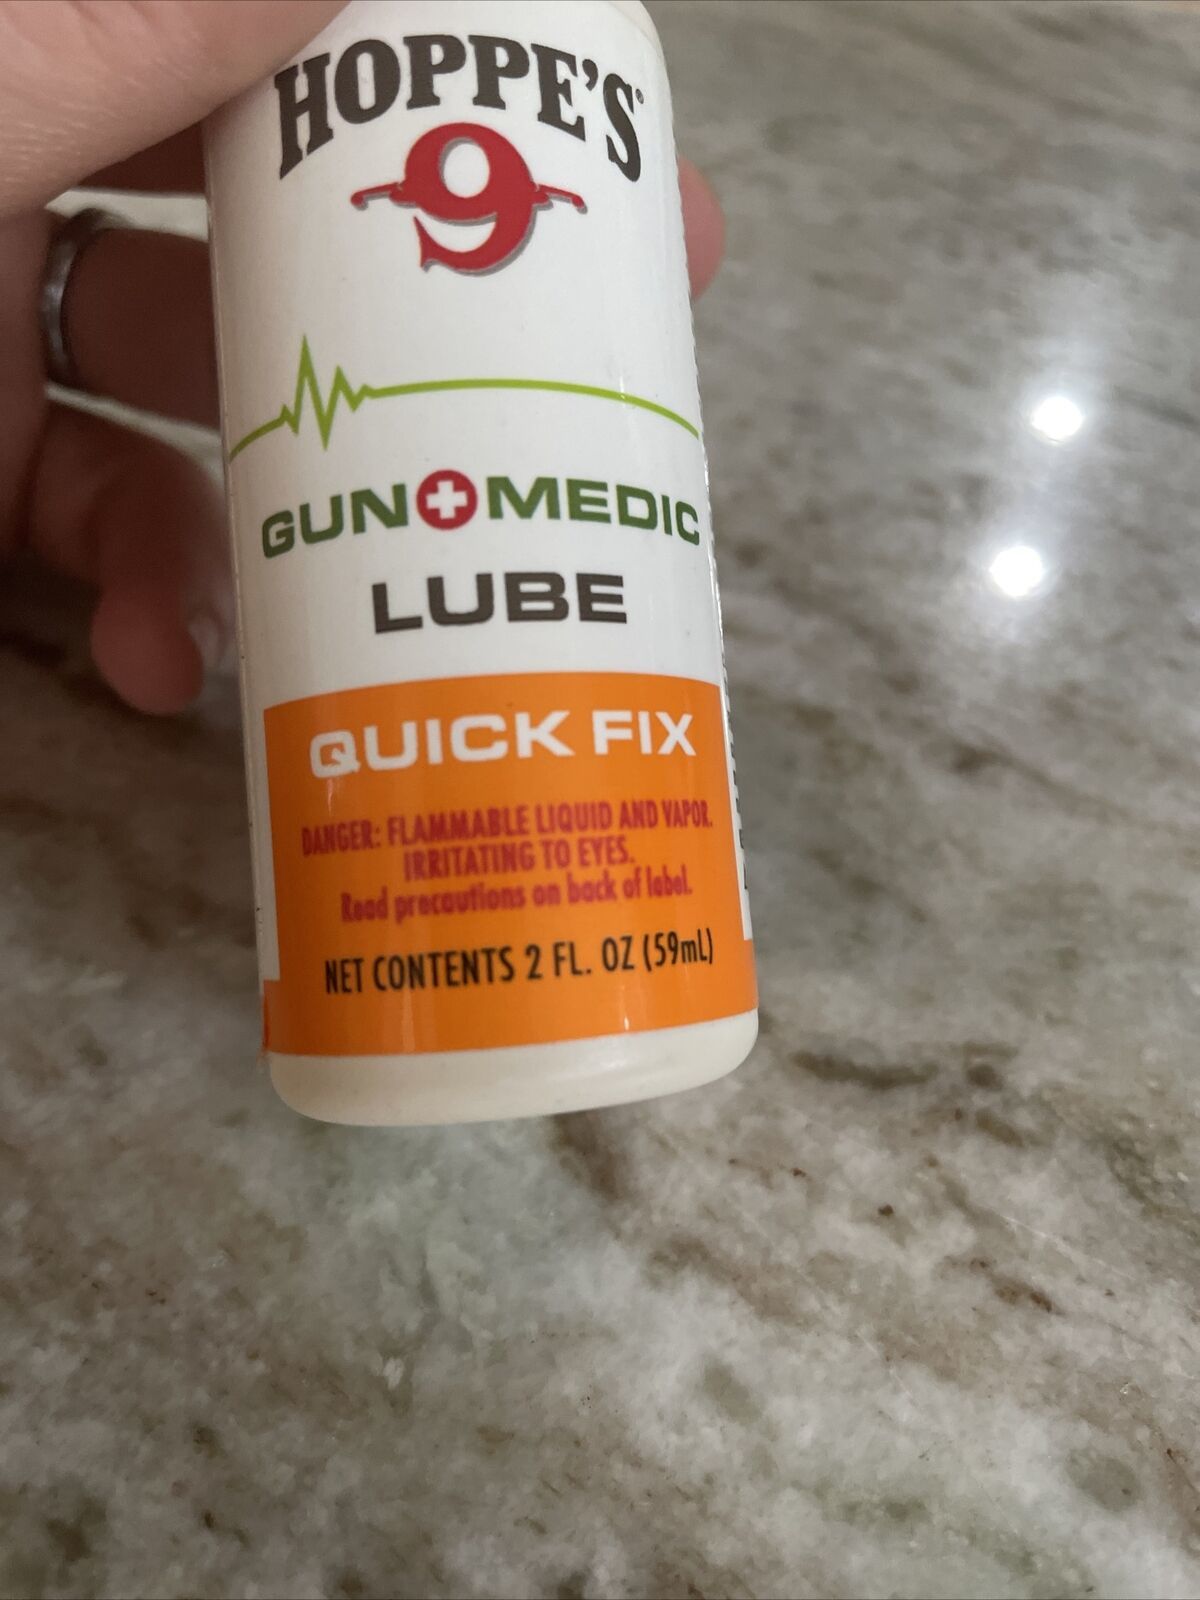 HOPPE'S®
9
GUN MEDIC
LUBE
QUICK FIX
DANGER: FLAMMABLE LIQUID AND VAPOR.
IRRITATING TO EYES.
Read precautions on back of label.
NET CONTENTS 2 FL. OZ (59mL)